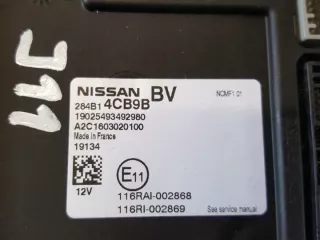 JJ1
NISSAN BV
NCMF1 01
284B1 4CB9B
19025493492980
A2C1603020100
Made in France
19134
12V
E11
116RAI-002868
116RI-002869
See service manual